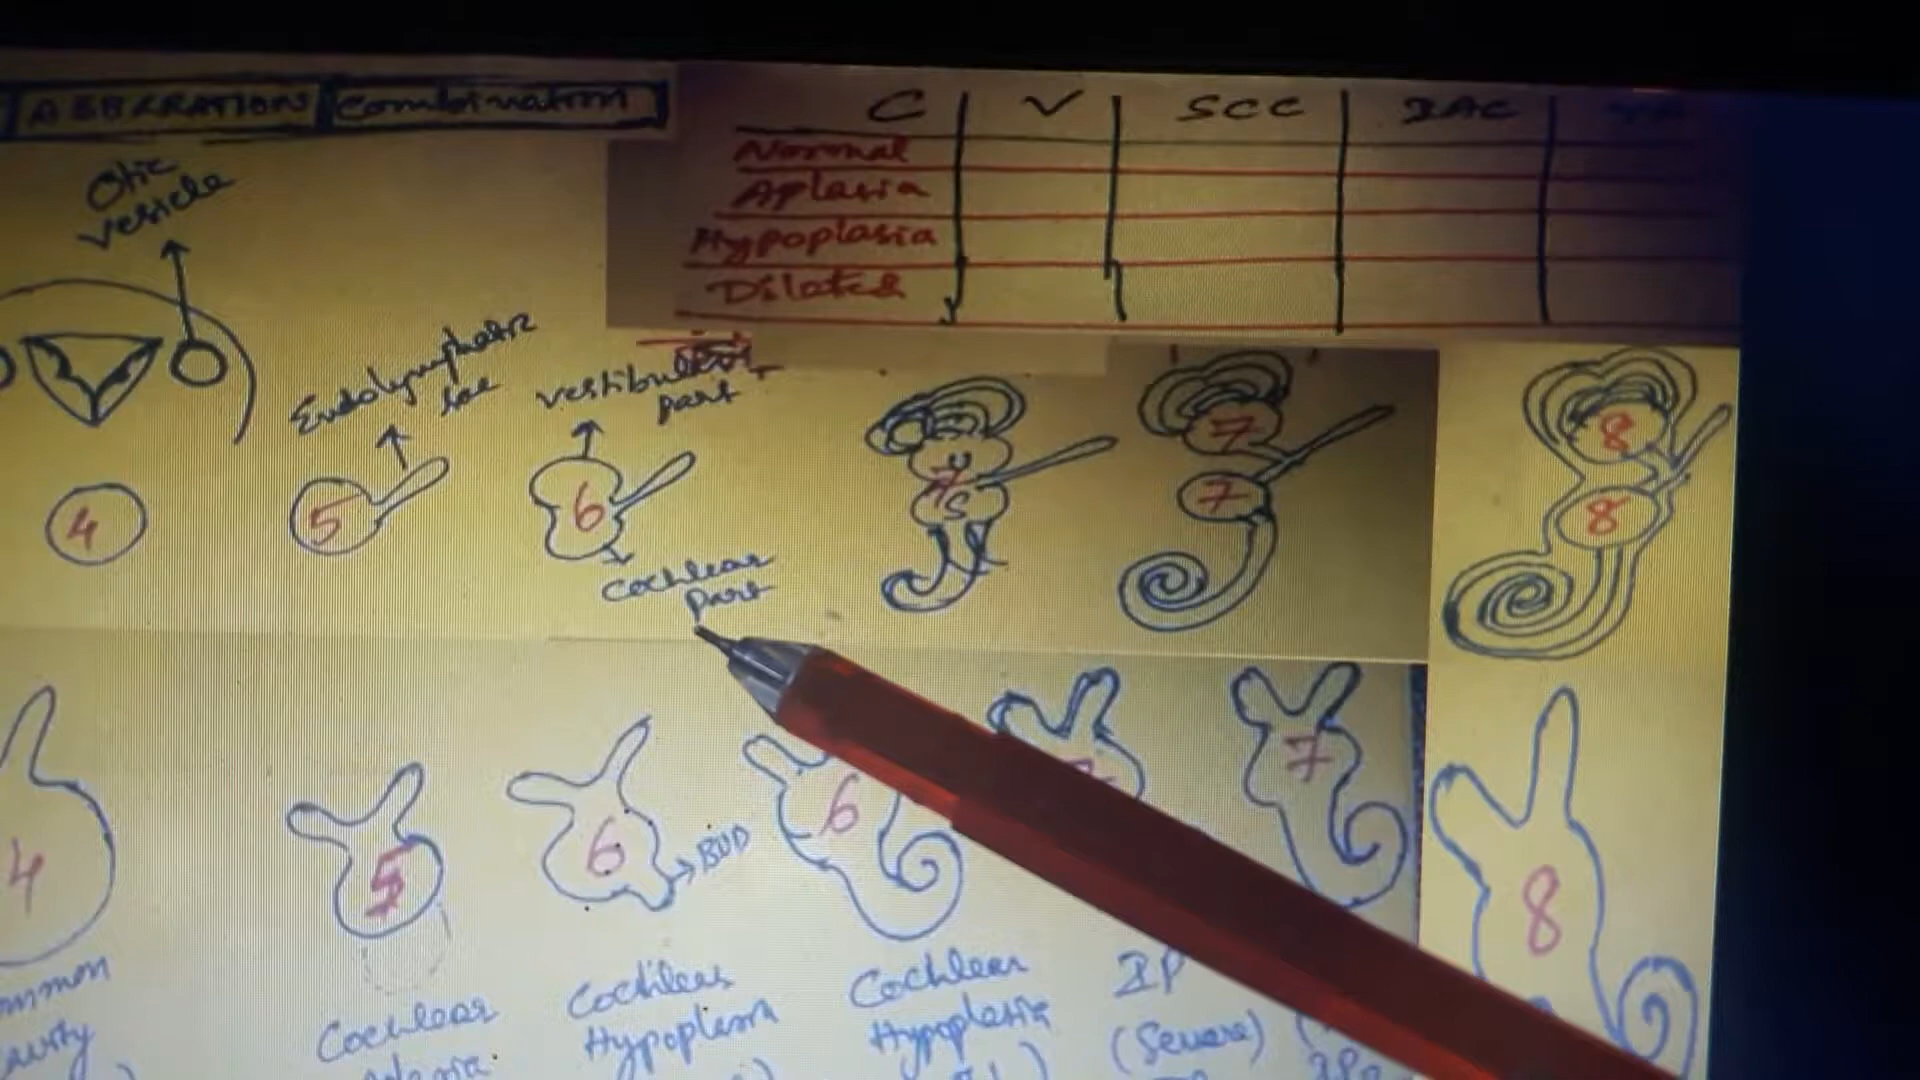 ABERRATIONS Combination
C V SCC IAC
Normal
Aplasia
Hypoplasia
Dilated
Otic
vesicle
Endolymphatic
sac
vestibular
part
4
5
6
Cochlear
part
U
S
7
7
8
8
4
5
6
BUD
6
7
8
Cochlear
Cochlear
Hypoplasia
Cochlear
Hypoplasia
IP
(Severe)